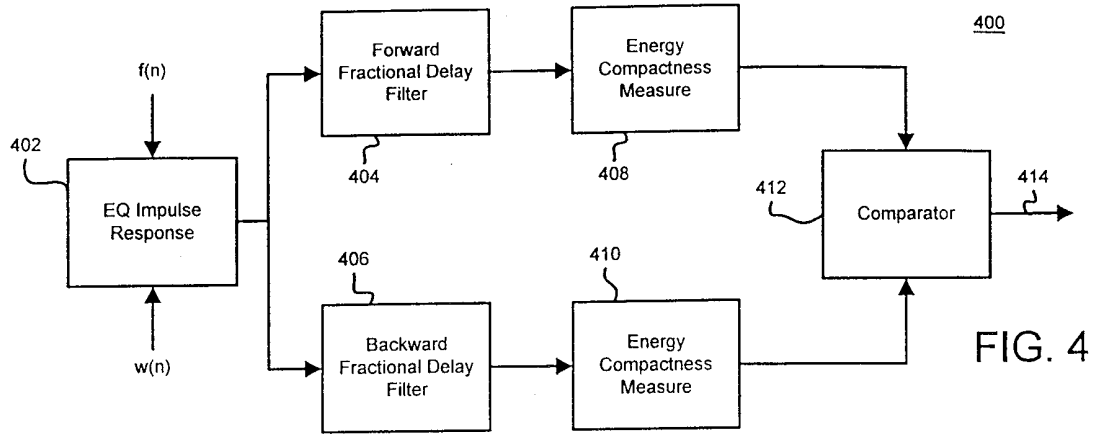 400
f(n)
Forward
Fractional Delay
Filter
404
Energy
Compactness
Measure
408
402
EQ Impulse
Response
412
Comparator
414
406
Backward
Fractional Delay
Filter
410
Energy
Compactness
Measure
w(n)
FIG. 4